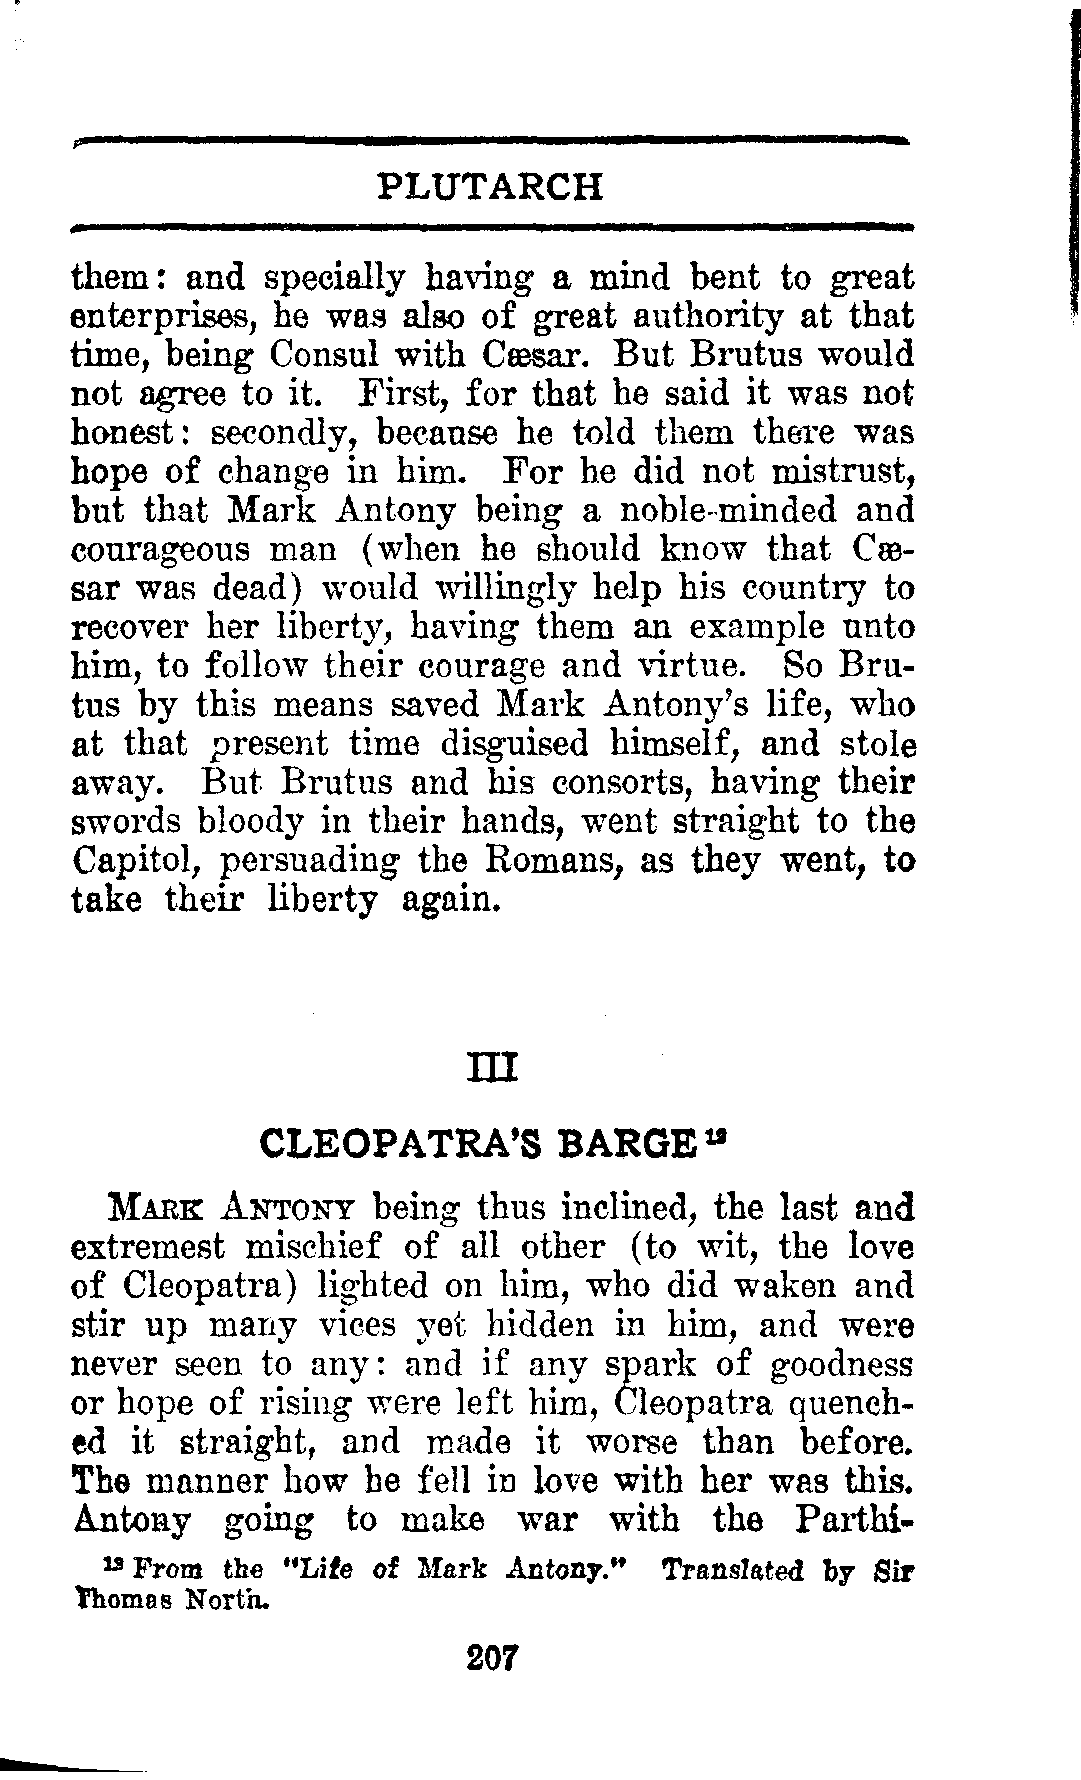 PLUTARCH
them: and specially having a mind bent to great
enterprises, he was also of great authority at that
time, being Consul with Cæsar. But Brutus would
not agree to it. First, for that he said it was not
honest: secondly, because he told them there was
hope of change in him. For he did not mistrust,
but that Mark Antony being a noble-minded and
courageous man (when he should know that Cæ-
sar was dead) would willingly help his country to
recover her liberty, having them an example unto
him, to follow their courage and virtue. So Bru-
tus by this means saved Mark Antony's life, who
at that present time disguised himself, and stole
away. But Brutus and his consorts, having their
swords bloody in their hands, went straight to the
Capitol, persuading the Romans, as they went, to
take their liberty again.
III
CLEOPATRA'S BARGE¹³
MARK ANTONY being thus inclined, the last and
extremest mischief of all other (to wit, the love
of Cleopatra) lighted on him, who did waken and
stir up many vices yet hidden in him, and were
never seen to any: and if any spark of goodness
or hope of rising were left him, Cleopatra quench-
ed it straight, and made it worse than before.
The manner how he fell in love with her was this.
Antony going to make war with the Parthi-
¹³ From the "Life of Mark Antony." Translated by Sir
Thomas North.
207